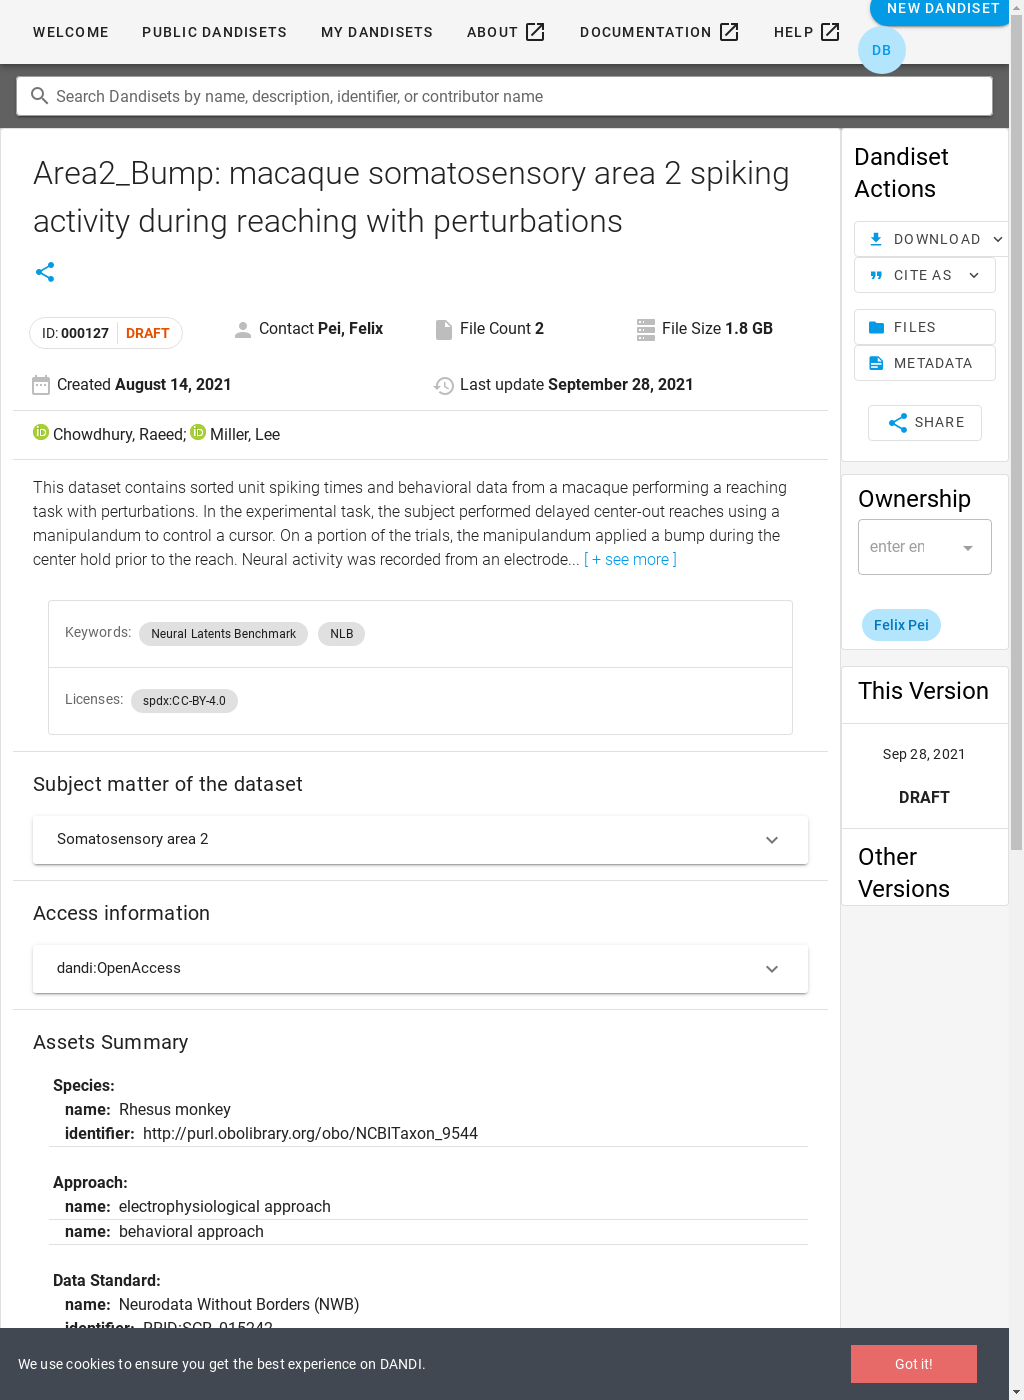 WELCOME PUBLIC DANDISETS MY DANDISETS ABOUT DOCUMENTATION HELP
NEW DANDISET
DB
Search Dandisets by name, description, identifier, or contributor name
Area2_Bump: macaque somatosensory area 2 spiking
activity during reaching with perturbations
ID: 000127 DRAFT
Contact Pei, Felix
File Count 2
File Size 1.8 GB
Created August 14, 2021
Last update September 28, 2021
Chowdhury, Raeed; Miller, Lee
This dataset contains sorted unit spiking times and behavioral data from a macaque performing a reaching
task with perturbations. In the experimental task, the subject performed delayed center-out reaches using a
manipulandum to control a cursor. On a portion of the trials, the manipulandum applied a bump during the
center hold prior to the reach. Neural activity was recorded from an electrode... [ + see more ]
Keywords: Neural Latents Benchmark NLB
Licenses: spdx:CC-BY-4.0
Subject matter of the dataset
Somatosensory area 2
Access information
dandi:OpenAccess
Assets Summary
Species:
name: Rhesus monkey
identifier: http://purl.obolibrary.org/obo/NCBITaxon_9544
Approach:
name: electrophysiological approach
name: behavioral approach
Data Standard:
name: Neurodata Without Borders (NWB)
identifier: RRID:SCR_015242
Dandiset
Actions
DOWNLOAD
CITE AS
FILES
METADATA
SHARE
Ownership
enter en
Felix Pei
This Version
Sep 28, 2021
DRAFT
Other
Versions
We use cookies to ensure you get the best experience on DANDI.
Got it!